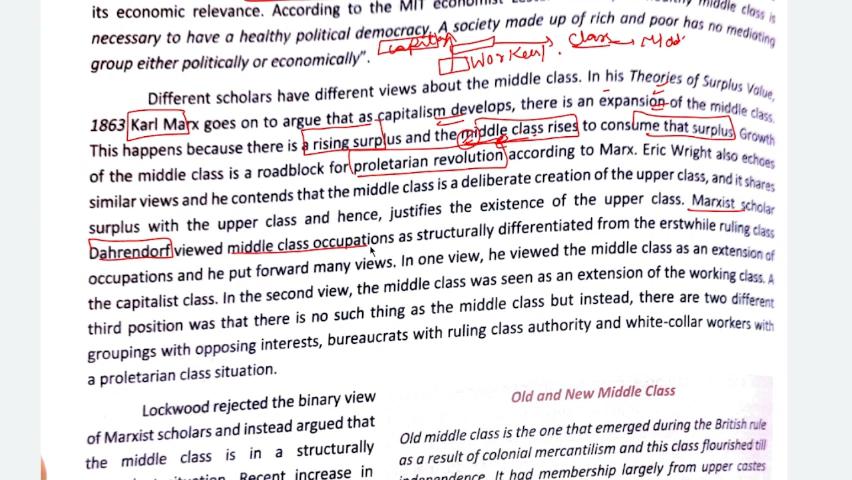 its economic relevance. According to the MIT economist
necessary to have a healthy political democracy. A society made up of rich and poor has no mediating
group either politically or economically".
Worker
class
Different scholars have different views about the middle class. In his Theories of Surplus Value,
1863 Karl Marx goes on to argue that as capitalism develops, there is an expansion of the middle class.
This happens because there is a rising surplus and the middle class rises to consume that surplus Growth
of the middle class is a roadblock for proletarian revolution according to Marx. Eric Wright also echoes
similar views and he contends that the middle class is a deliberate creation of the upper class, and it shares
surplus with the upper class and hence, justifies the existence of the upper class. Marxist scholar
Dahrendorf viewed middle class occupations as structurally differentiated from the erstwhile ruling class
occupations and he put forward many views. In one view, he viewed the middle class as an extension of
the capitalist class. In the second view, the middle class was seen as an extension of the working class. A
third position was that there is no such thing as the middle class but instead, there are two different
groupings with opposing interests, bureaucrats with ruling class authority and white-collar workers with
a proletarian class situation.
Lockwood rejected the binary view
of Marxist scholars and instead argued that
the middle class is in a structurally
Recent increase in
Old and New Middle Class
Old middle class is the one that emerged during the British rule
as a result of colonial mercantilism and this class flourished till
independence. It had membership largely from upper castes